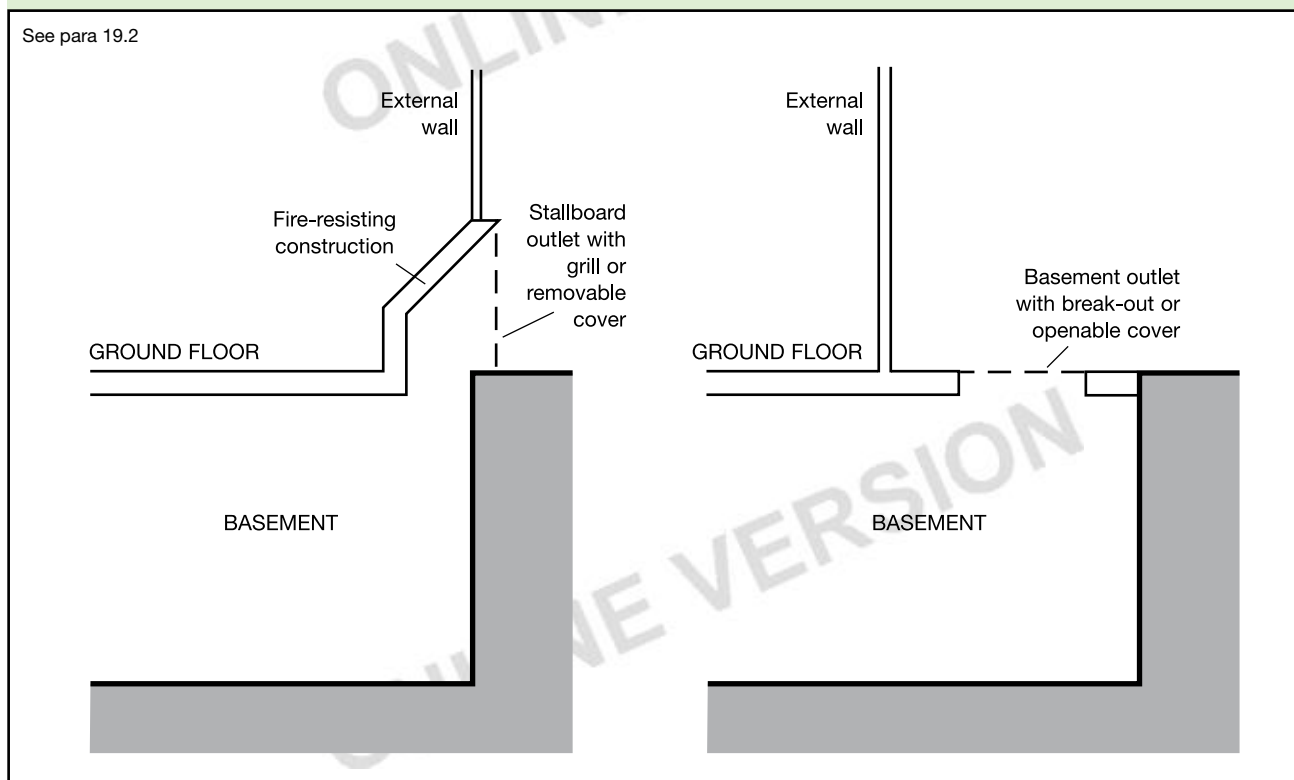 See para 19.2
External
wall
Fire-resisting
construction
Stallboard
outlet with
grill or
removable
cover
GROUND FLOOR
BASEMENT
External
wall
Basement outlet
with break-out or
openable cover
GROUND FLOOR
BASEMENT
ONLINE
ONLINE VERSION